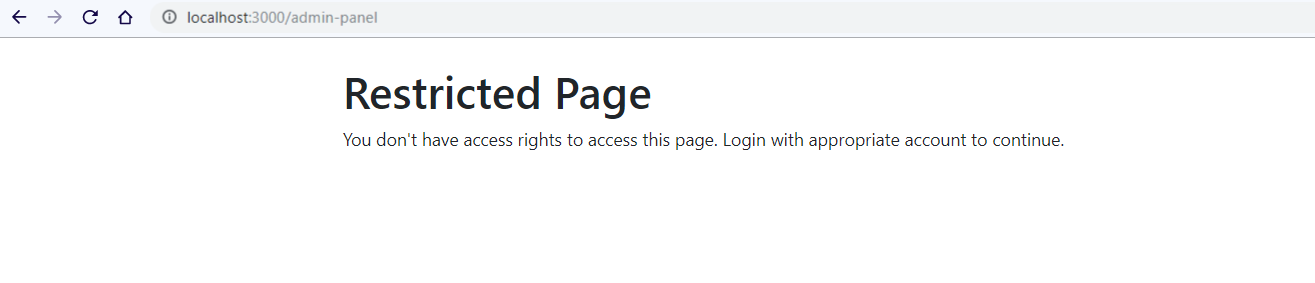 localhost:3000/admin-panel
Restricted Page
You don't have access rights to access this page. Login with appropriate account to continue.